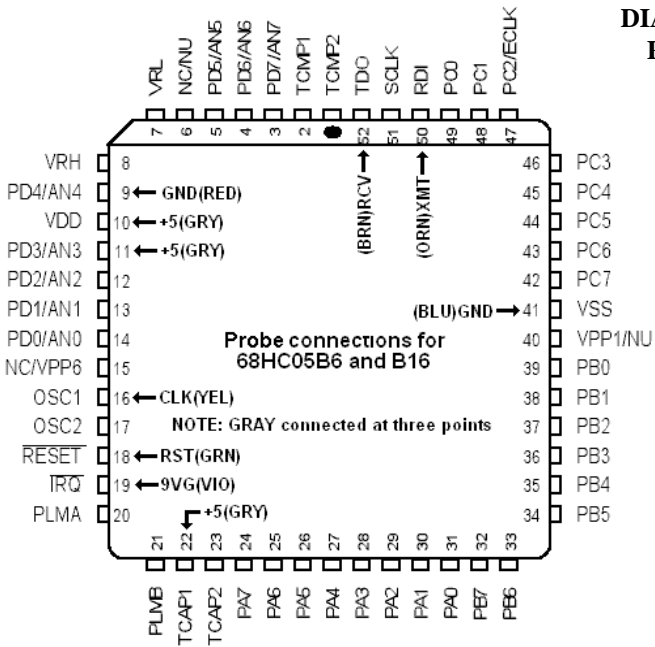 DIA
VRL
NC/NU
PD5/AN5
PD6/AN6
PD7/AN7
TCMP1
TCMP2
TDO
SCLK
RDI
PC0
PC1
PC2/ECLK
7 6 5 4 3 2 52 51 50 49 48 47
VRH 8
PD4/AN4 9 GND(RED)
VDD 10 +5(GRY)
PD3/AN3 11 +5(GRY)
PD2/AN2 12
PD1/AN1 13
PD0/AN0 14
NC/VPP6 15
OSC1 16 CLK(YEL)
OSC2 17
RESET 18 RST(GRN)
IRQ 19 9VG(VIO)
PLMA 20
(BRN)RCV
(ORN)XMT
46 PC3
45 PC4
44 PC5
43 PC6
42 PC7
(BLU)GND 41 VSS
40 VPP1/NU
39 PB0
38 PB1
37 PB2
36 PB3
35 PB4
34 PB5
Probe connections for
68HC05B6 and B16
NOTE: GRAY connected at three points
+5(GRY)
21 22 23 24 25 26 27 28 29 30 31 32 33
PLMB
TCAP1
TCAP2
PA7
PA6
PA5
PA4
PA3
PA2
PA1
PA0
PB7
PB6